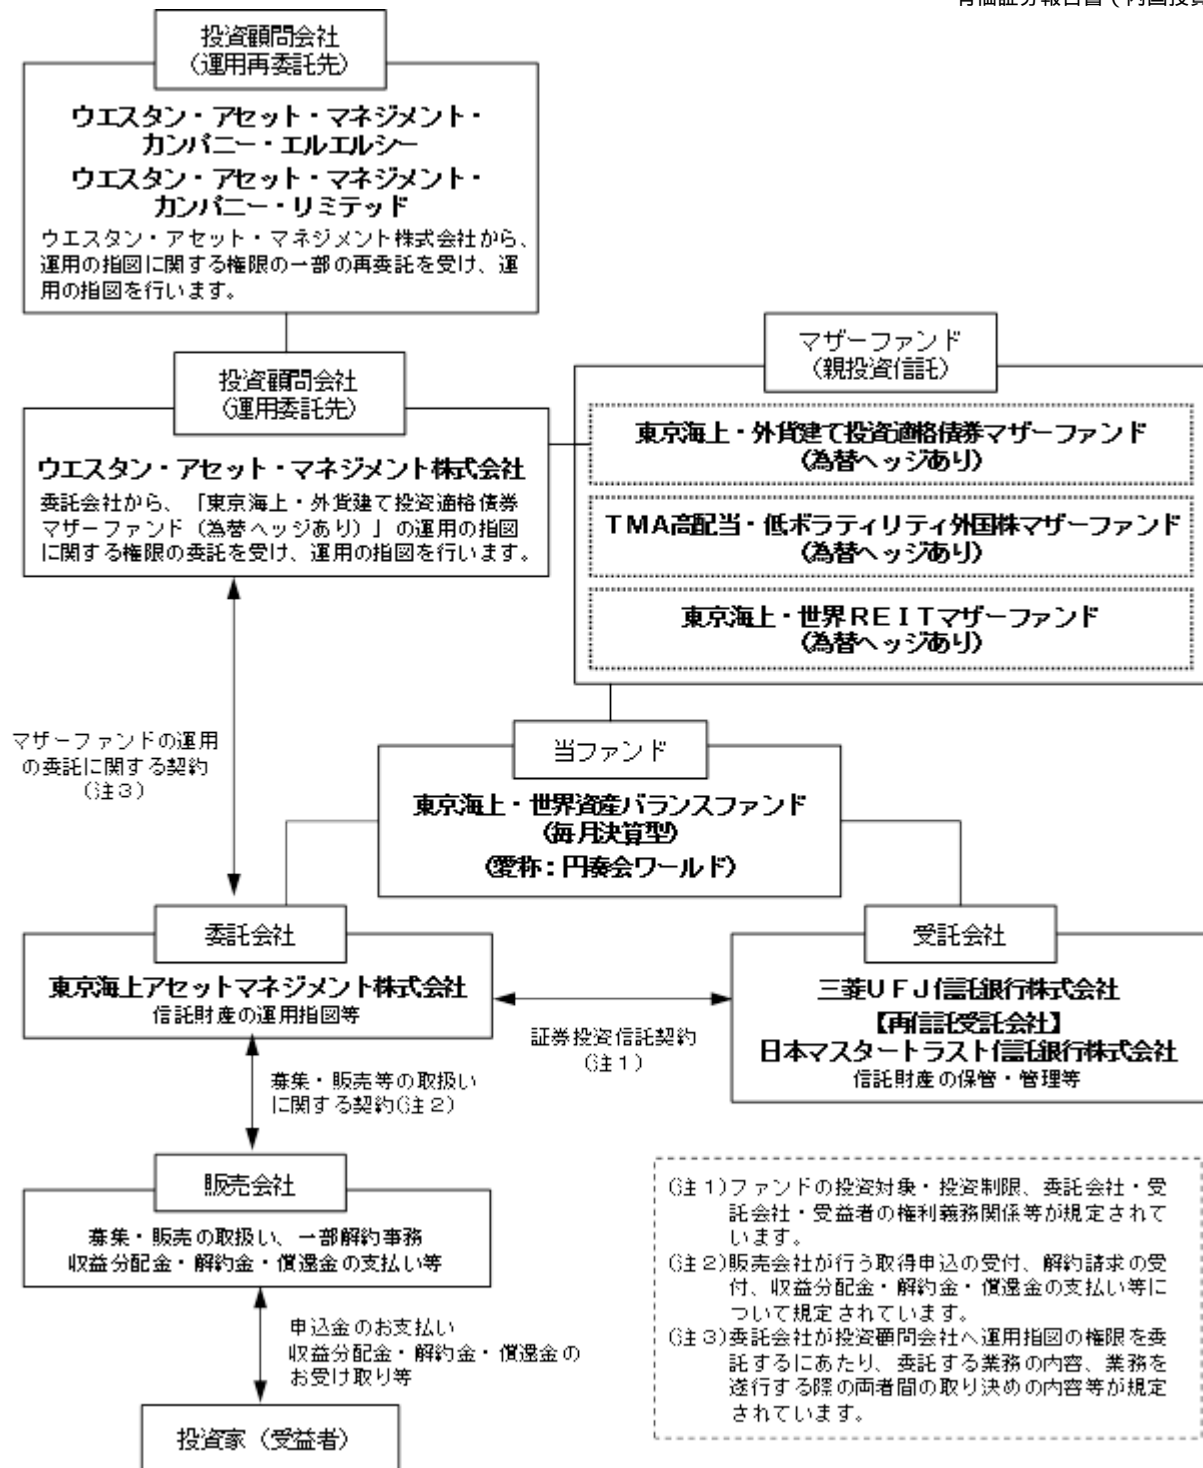 有価証券報告書(内国投資
投資顧問会社
(運用再委託先)
ウエスタン・アセット・マネジメント・
カンパニー・エルエルシー
ウエスタン・アセット・マネジメント・
カンパニー・リミテッド
ウエスタン・アセット・マネジメント株式会社から、
運用の指図に関する権限の一部の再委託を受け、運
用の指図を行います。
投資顧問会社
(運用委託先)
ウエスタン・アセット・マネジメント株式会社
委託会社から、「東京海上・外貨建て投資適格債券
マザーファンド(為替ヘッジあり)」の運用の指図
に関する権限の委託を受け、運用の指図を行います。
マザーファンド
(親投資信託)
東京海上・外貨建て投資適格債券マザーファンド
(為替ヘッジあり)
TMA高配当・低ボラティリティ外国株マザーファンド
(為替ヘッジあり)
東京海上・世界REITマザーファンド
(為替ヘッジあり)
マザーファンドの運用
の委託に関する契約
(注3)
当ファンド
東京海上・世界資産バランスファンド
(毎月決算型)
(愛称:円奏会ワールド)
委託会社
東京海上アセットマネジメント株式会社
信託財産の運用指図等
証券投資信託契約
(注1)
受託会社
三菱UFJ信託銀行株式会社
【再信託受託会社】
日本マスタートラスト信託銀行株式会社
信託財産の保管・管理等
募集・販売等の取扱い
に関する契約(注2)
販売会社
募集・販売の取扱い、一部解約事務
収益分配金・解約金・償還金の支払い等
申込金のお支払い
収益分配金・解約金・償還金の
お受け取り等
投資家(受益者)
(注1)ファンドの投資対象・投資制限、委託会社・受
託会社・受益者の権利義務関係等が規定されて
います。
(注2)販売会社が行う取得申込の受付、解約請求の受
付、収益分配金・解約金・償還金の支払い等に
ついて規定されています。
(注3)委託会社が投資顧問会社へ運用指図の権限を委
託するにあたり、委託する業務の内容、業務を
遂行する際の両者間の取り決めの内容等が規定
されています。